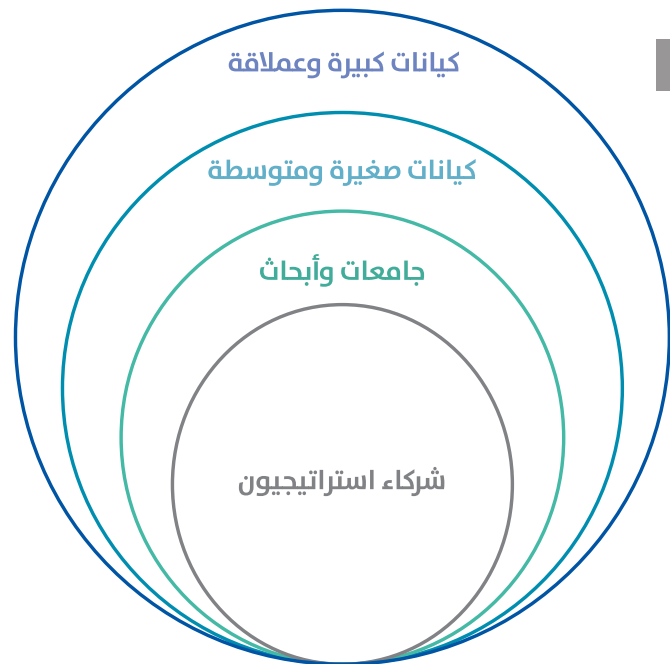 كيانات كبيرة وعملاقة
كيانات صغيرة ومتوسطة
جامعات وأبحاث
شركاء استراتيجيون